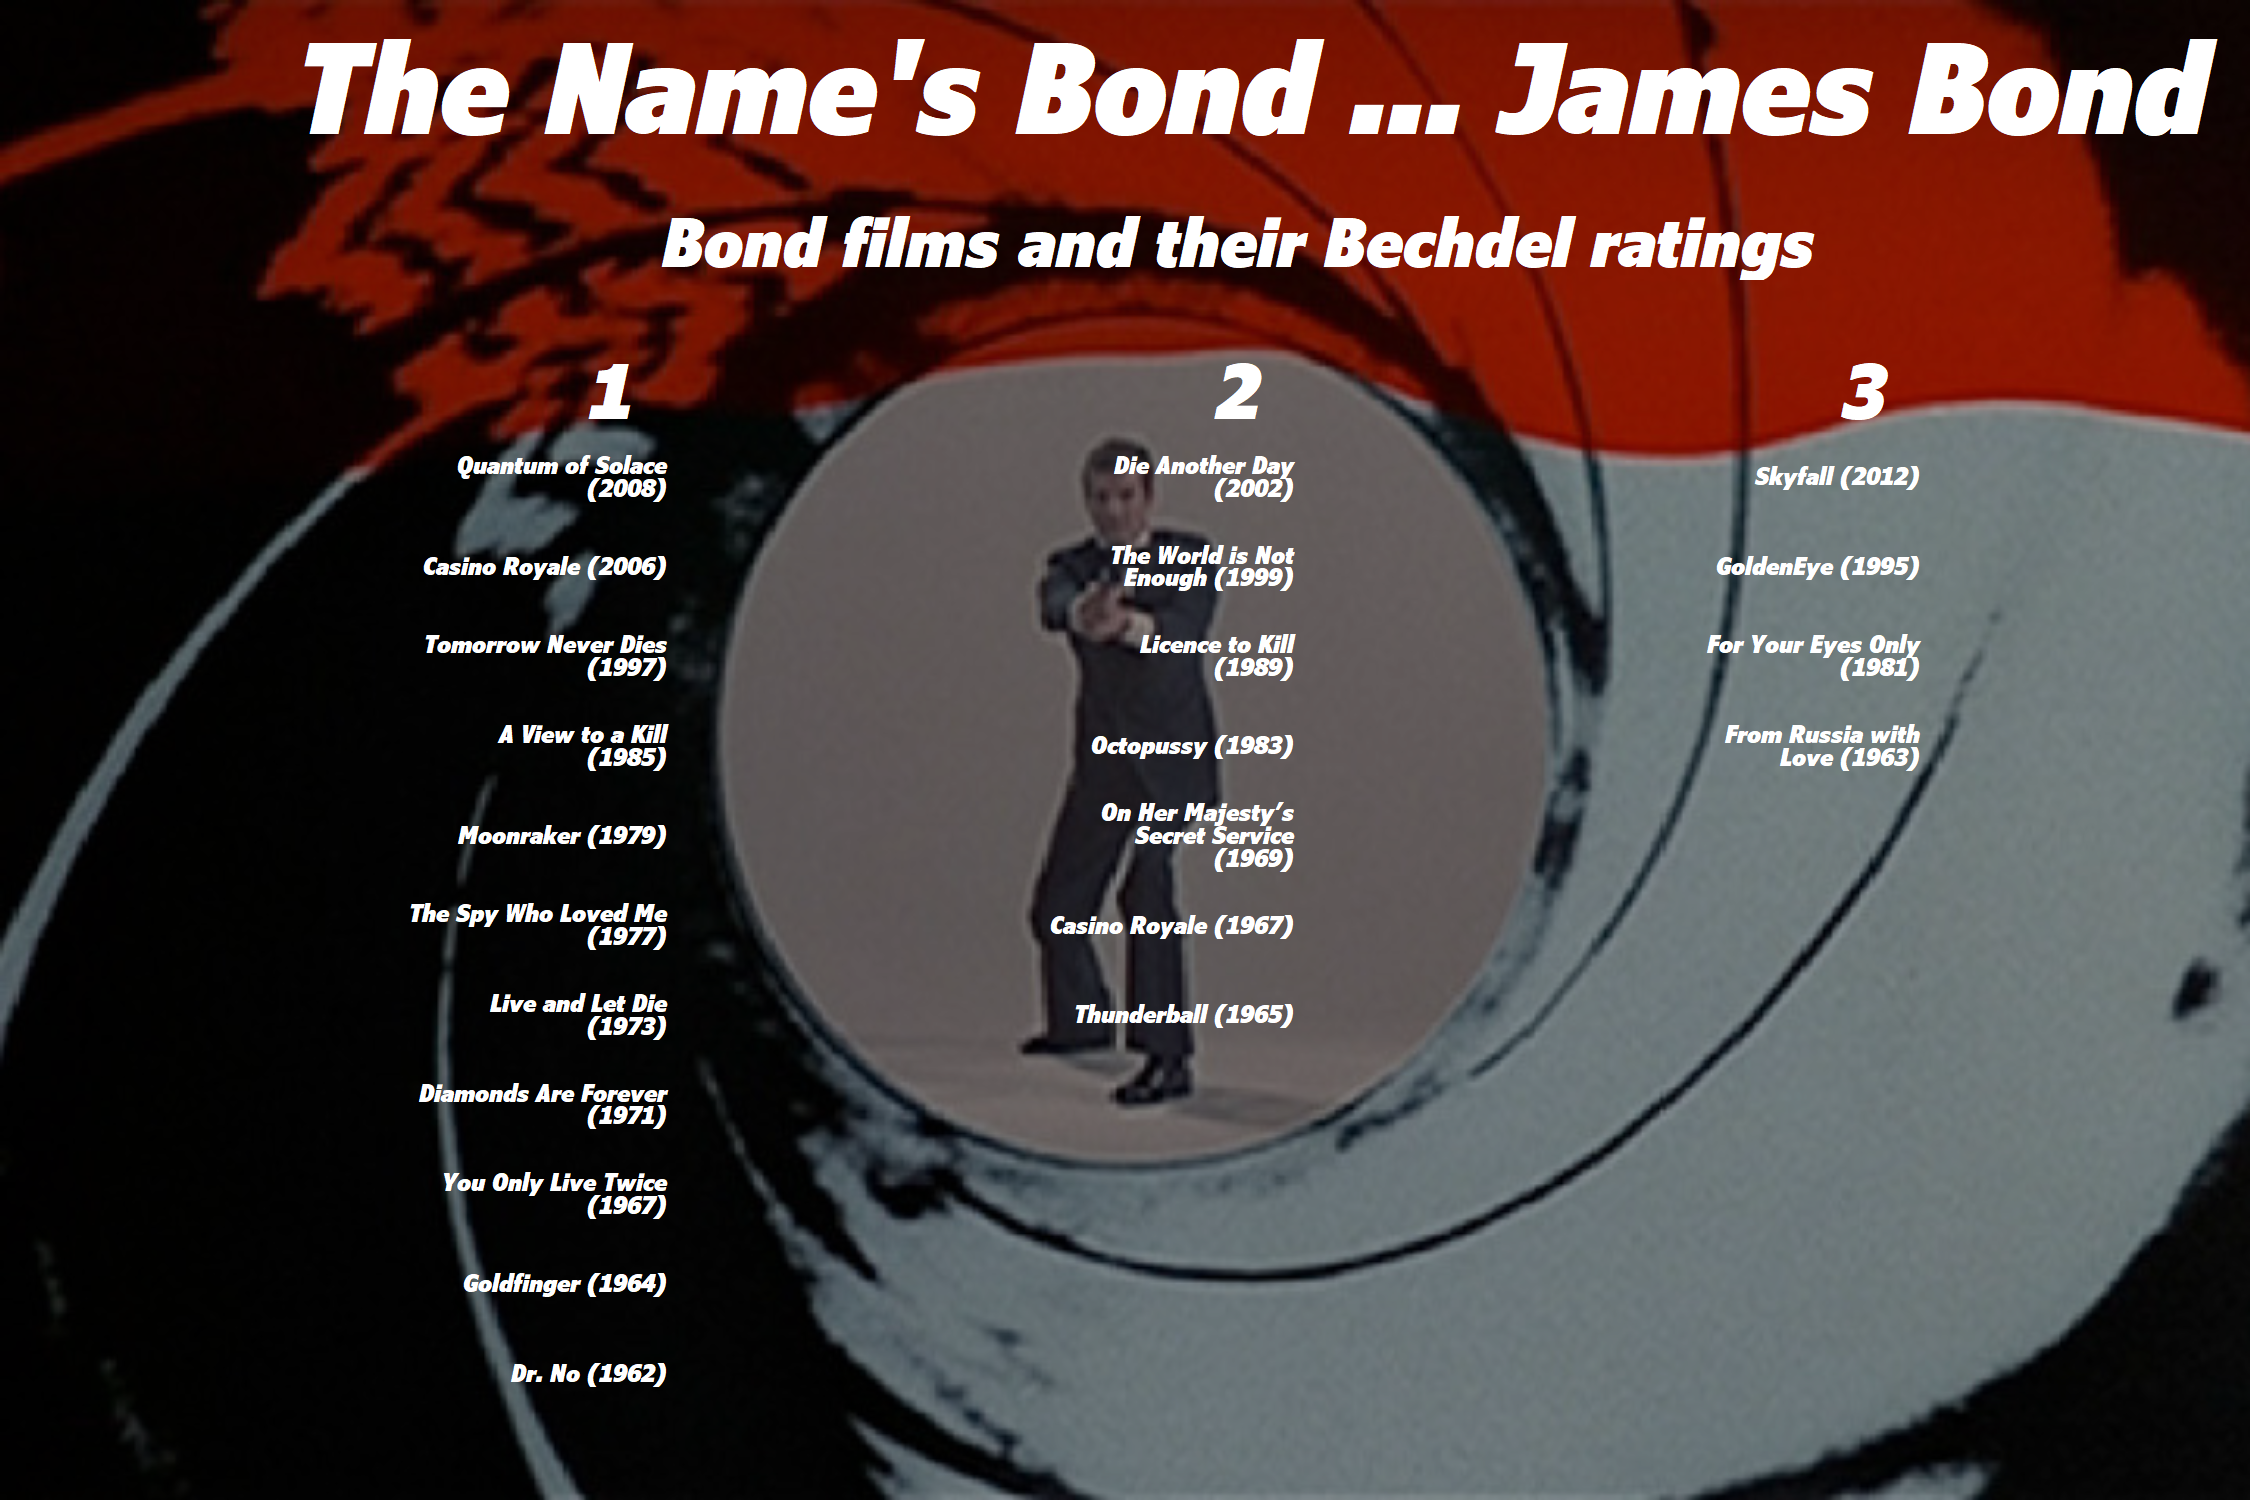 The Name's Bond ... James Bond
Bond films and their Bechdel ratings
1
Quantum of Solace
(2008)
Casino Royale (2006)
Tomorrow Never Dies
(1997)
A View to a Kill
(1985)
Moonraker (1979)
The Spy Who Loved Me
(1977)
Live and Let Die
(1973)
Diamonds Are Forever
(1971)
You Only Live Twice
(1967)
Goldfinger (1964)
Dr. No (1962)
2
Die Another Day
(2002)
The World is Not
Enough (1999)
Licence to Kill
(1989)
Octopussy (1983)
On Her Majesty’s
Secret Service
(1969)
Casino Royale (1967)
Thunderball (1965)
3
Skyfall (2012)
GoldenEye (1995)
For Your Eyes Only
(1981)
From Russia with
Love (1963)